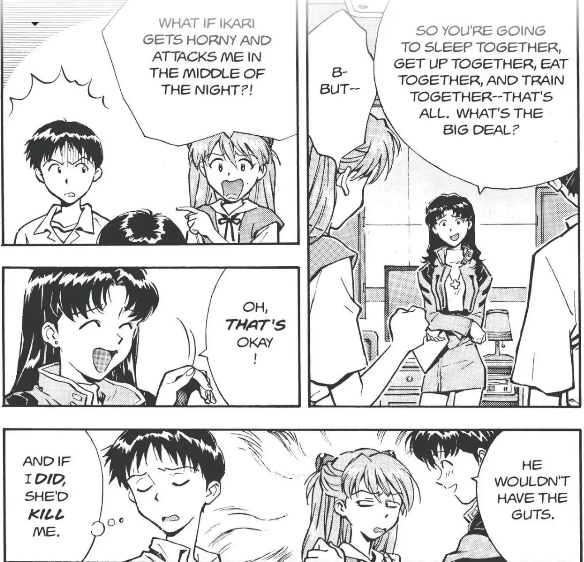 SO YOU'RE GOING
TO SLEEP TOGETHER,
GET UP TOGETHER, EAT
TOGETHER, AND TRAIN
TOGETHER--THAT'S
ALL. WHAT'S THE
BIG DEAL?
B-
BUT--
WHAT IF IKARI
GETS HORNY AND
ATTACKS ME IN
THE MIDDLE OF
THE NIGHT?!
OH,
THAT'S
OKAY
!
HE
WOULDN'T
HAVE THE
GUTS.
AND IF
I DID,
SHE'D
KILL
ME.